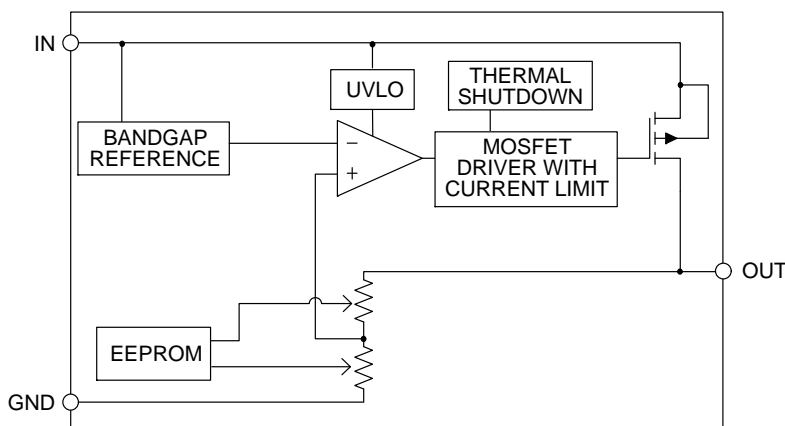 IN
UVLO
THERMAL
SHUTDOWN
BANDGAP
REFERENCE
−
+
MOSFET
DRIVER WITH
CURRENT LIMIT
OUT
EEPROM
GND